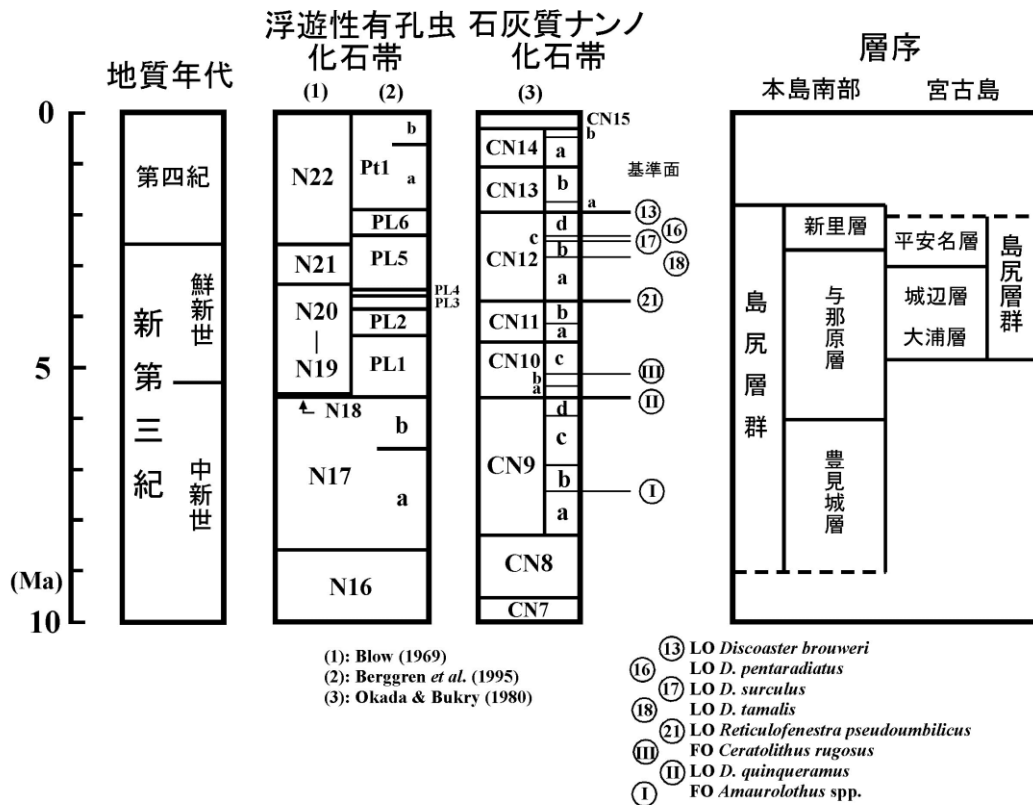 浮遊性有孔虫 石灰質ナンノ
化石帯 化石帯
地質年代
層序
(1) (2) (3)
本島南部 宮古島
基準面
0
5
(Ma)
10
第四紀
新第三紀
鮮新世
中新世
N22
N21
N20
N19
N18
N17
N16
b
Pt1
a
PL6
PL5
PL4
PL3
PL2
PL1
b
a
CN15
b
CN14
a
CN13
b
a
CN12
d
c
b
a
CN11
b
a
CN10
c
b
a
CN9
d
c
b
a
CN8
CN7
13
16
17
18
21
III
II
I
島尻層群
新里層
与那原層
豊見城層
平安名層
城辺層
大浦層
島尻層群
(1): Blow (1969)
(2): Berggren et al. (1995)
(3): Okada & Bukry (1980)
13 LO Discoaster brouweri
16 LO D. pentaradiatus
17 LO D. surculus
18 LO D. tamalis
21 LO Reticulofenestra pseudoumbilicus
III FO Ceratolithus rugosus
II LO D. quinqueramus
I FO Amaurolothus spp.